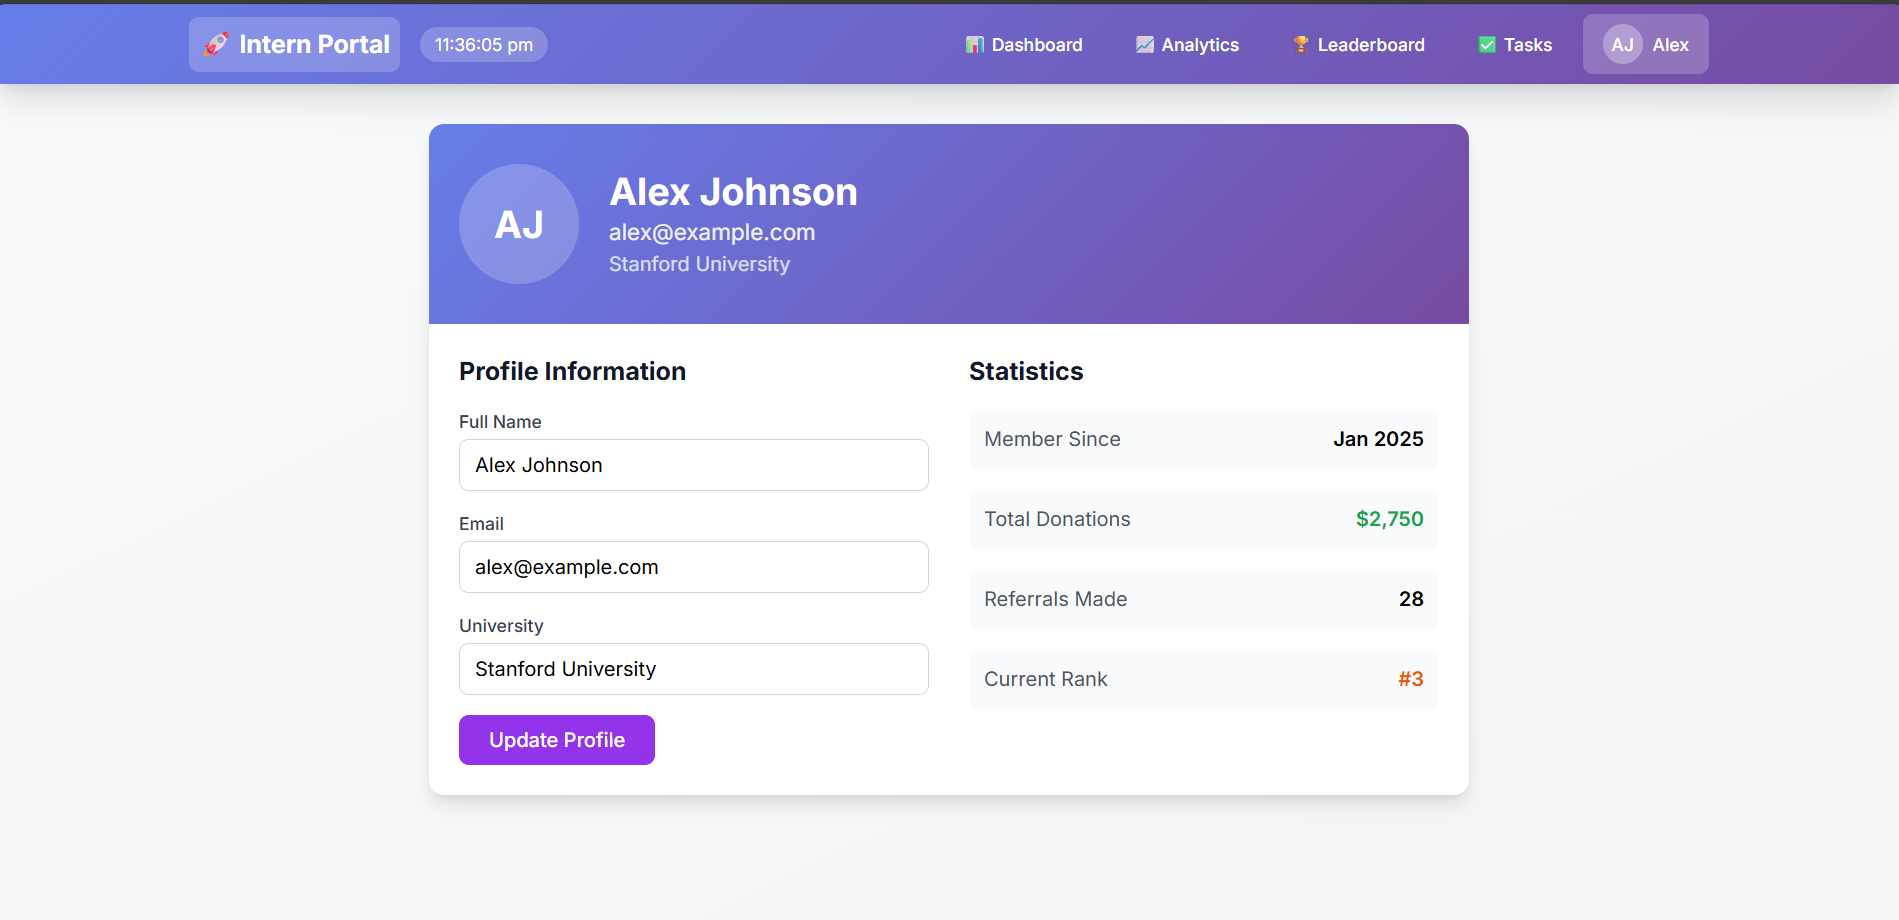 🚀 Intern Portal
11:36:05 pm
📊 Dashboard
📈 Analytics
🏆 Leaderboard
✅ Tasks
AJ Alex
AJ
Alex Johnson
alex@example.com
Stanford University
Profile Information
Full Name
Alex Johnson
Email
alex@example.com
University
Stanford University
Update Profile
Statistics
Member Since Jan 2025
Total Donations $2,750
Referrals Made 28
Current Rank #3